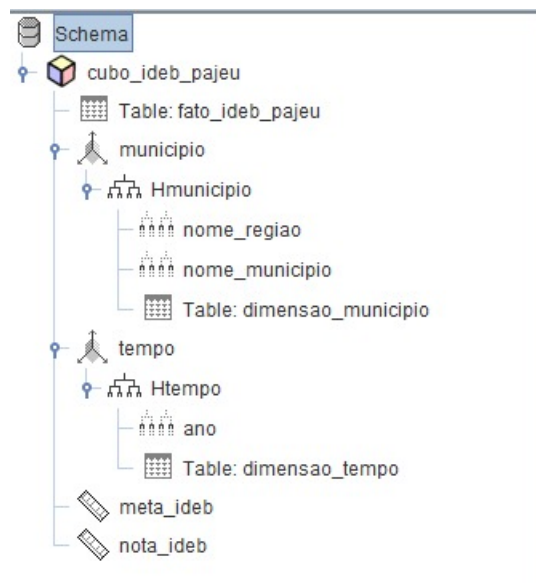 Schema
cubo_ideb_pajeu
Table: fato_ideb_pajeu
municipio
Hmunicipio
nome_regiao
nome_municipio
Table: dimensao_municipio
tempo
Htempo
ano
Table: dimensao_tempo
meta_ideb
nota_ideb